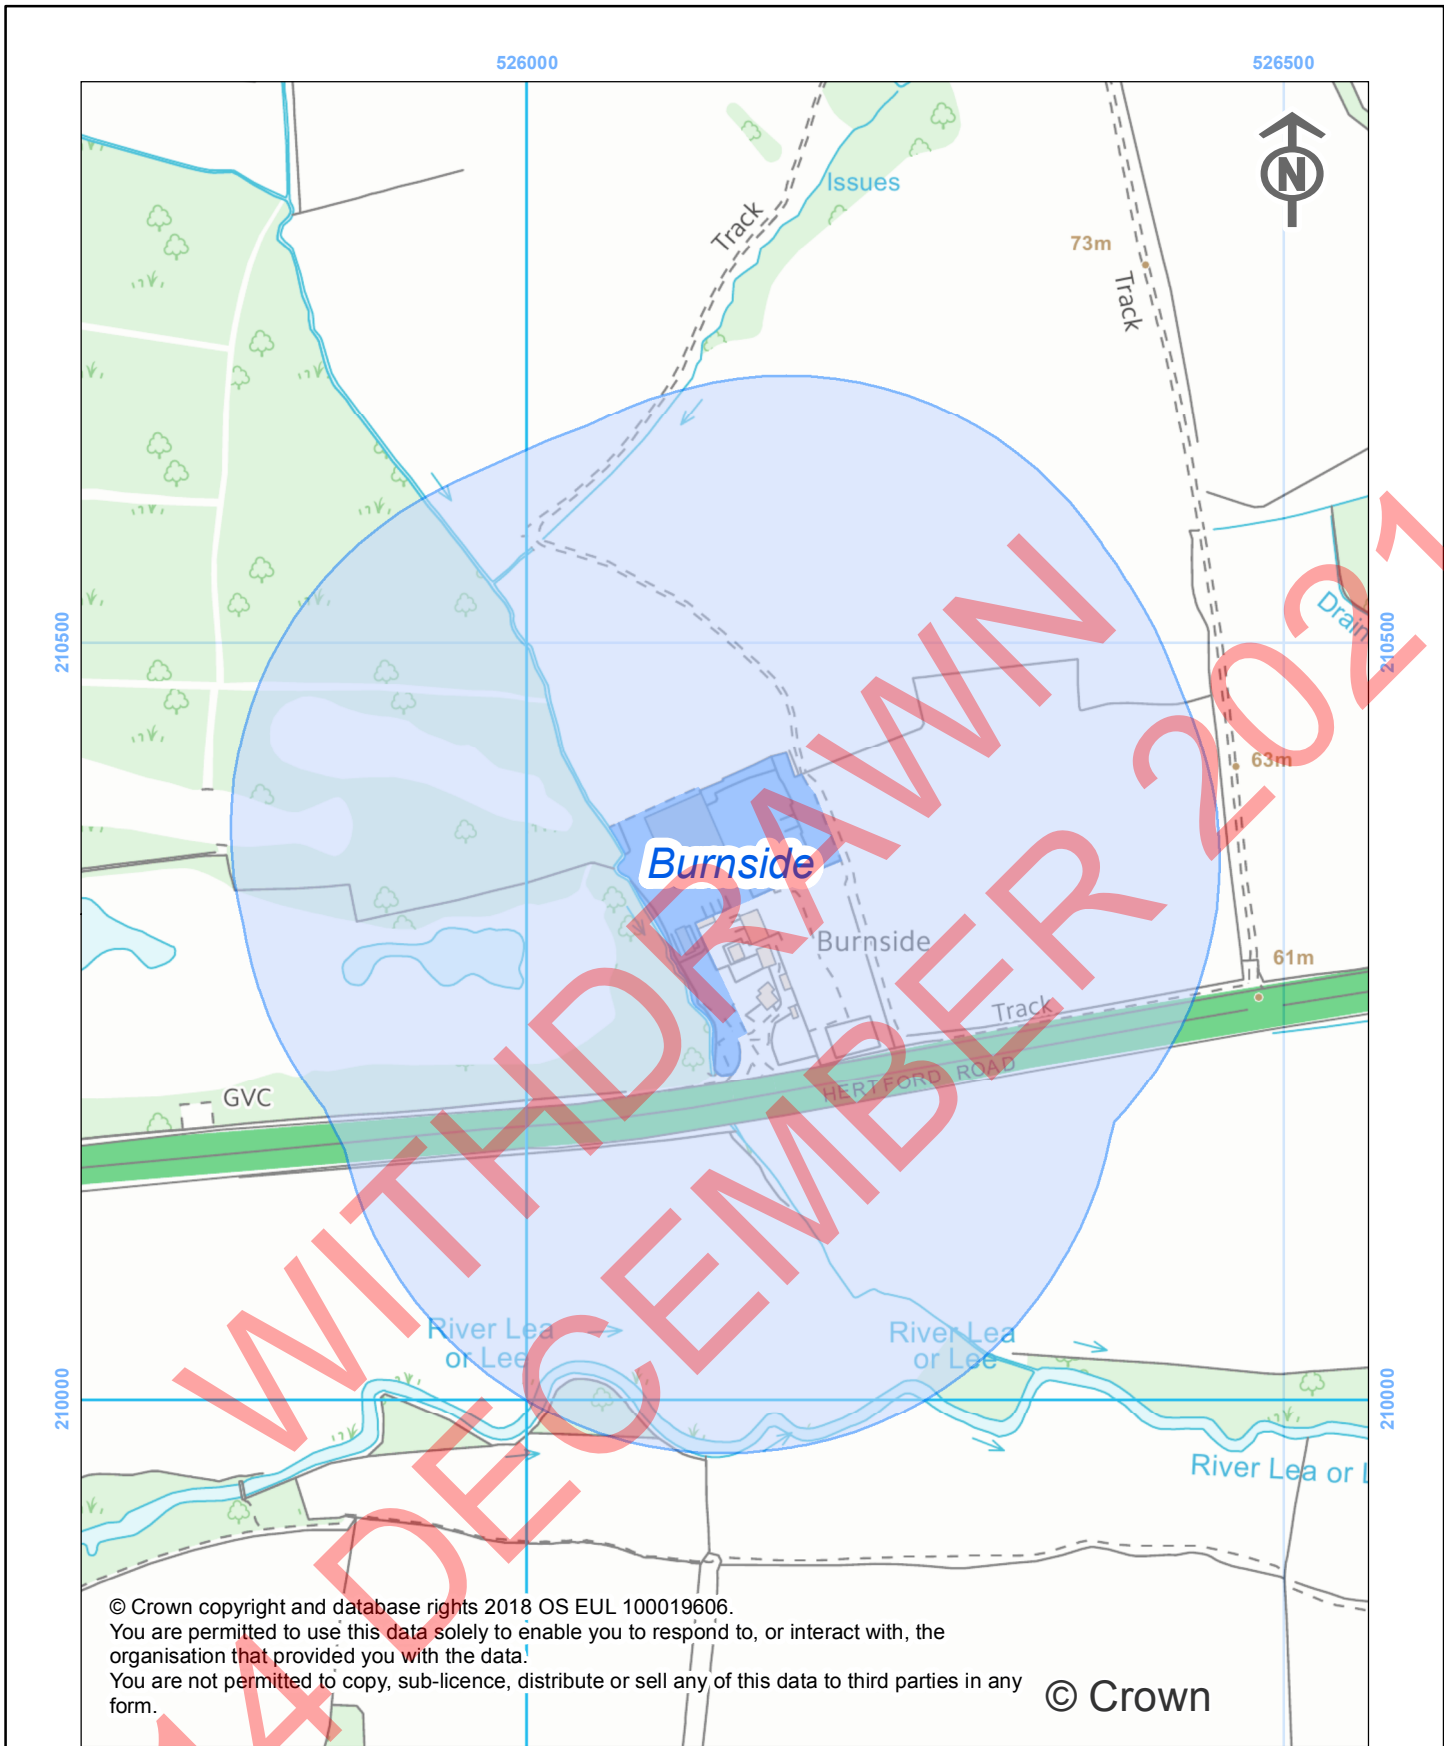 526000
526500
Issues
Track
73m
Track
210500
Drain
210500
63m
Burnside
Burnside
61m
Track
HERTFORD ROAD
GVC
River Lea
or Lee
River Lea
or Lee
210000
210000
River Lea or L
WITHDRAWN
14 DECEMBER 2021
© Crown copyright and database rights 2018 OS EUL 100019606.
You are permitted to use this data solely to enable you to respond to, or interact with, the
organisation that provided you with the data.
You are not permitted to copy, sub-licence, distribute or sell any of this data to third parties in any
form.
© Crown
N